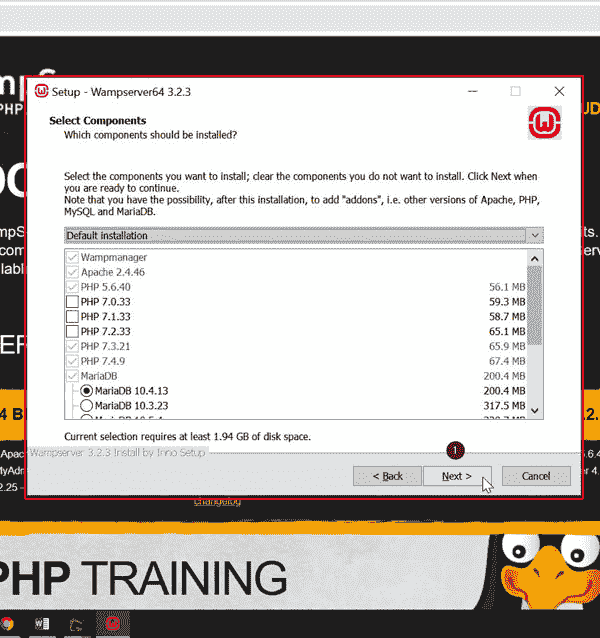 Setup - Wampserver64 3.2.3
Select Components
Which components should be installed?
Select the components you want to install; clear the components you do not want to install. Click Next when
you are ready to continue.
Note that you have the possibility, after this installation, to add "addons", i.e. other versions of Apache, PHP,
MySQL and MariaDB.
Default installation
Wampmanager
Apache 2.4.46
PHP 5.6.40 56.1 MB
PHP 7.0.33 59.3 MB
PHP 7.1.33 58.7 MB
PHP 7.2.33 65.1 MB
PHP 7.3.21 65.9 MB
PHP 7.4.9 67.4 MB
MariaDB 200.4 MB
MariaDB 10.4.13 200.4 MB
MariaDB 10.3.23 317.5 MB
Current selection requires at least 1.94 GB of disk space.
Wampserver 3.2.3 Install by Inno Setup
1
< Back Next > Cancel
changelog
PHP TRAINING